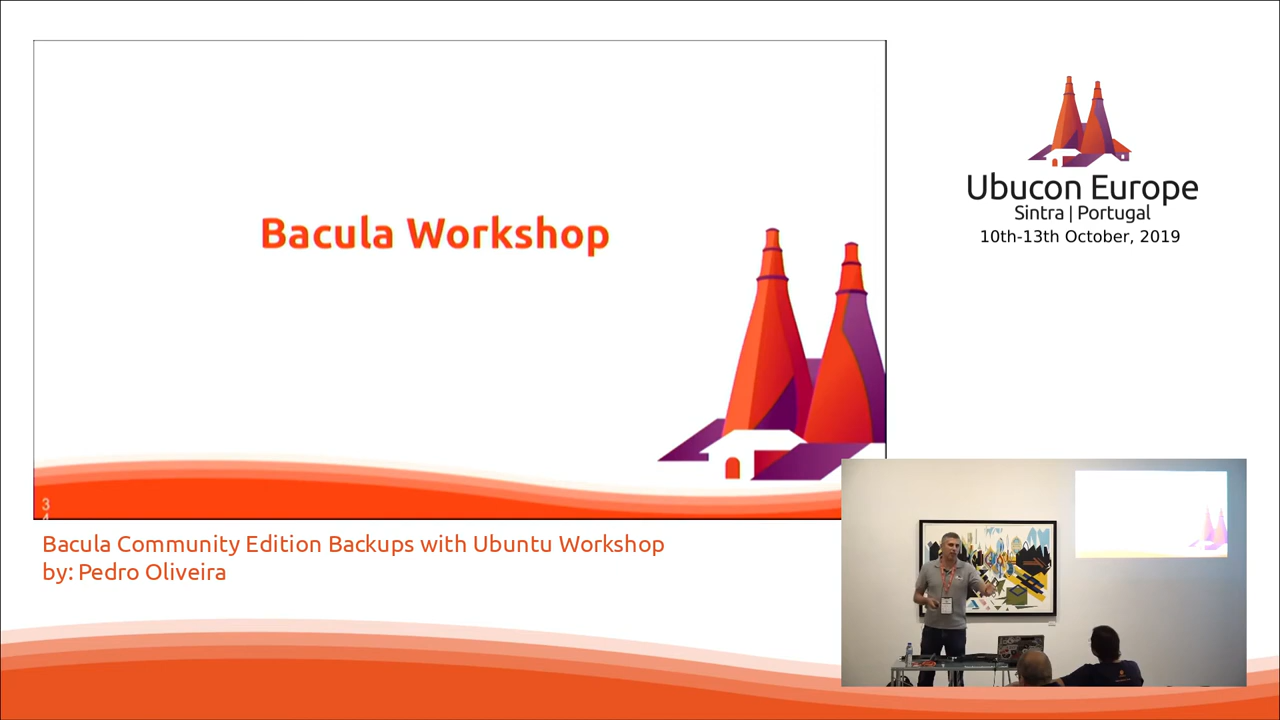 Bacula Workshop
3
4
Bacula Community Edition Backups with Ubuntu Workshop
by: Pedro Oliveira
Ubucon Europe
Sintra | Portugal
10th-13th October, 2019